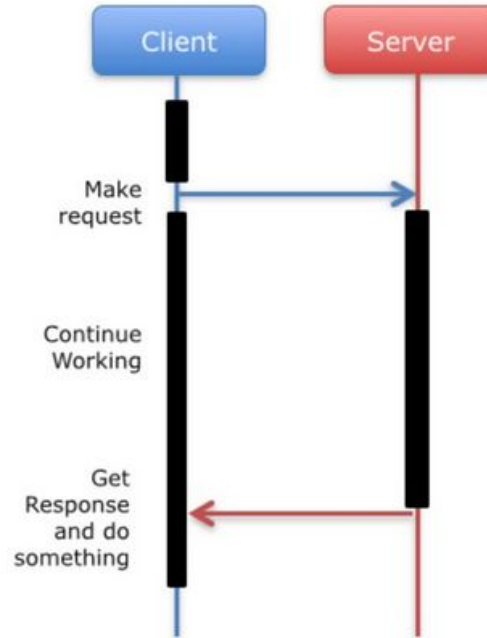 Client
Server
Make
request
Continue
Working
Get
Response
and do
something